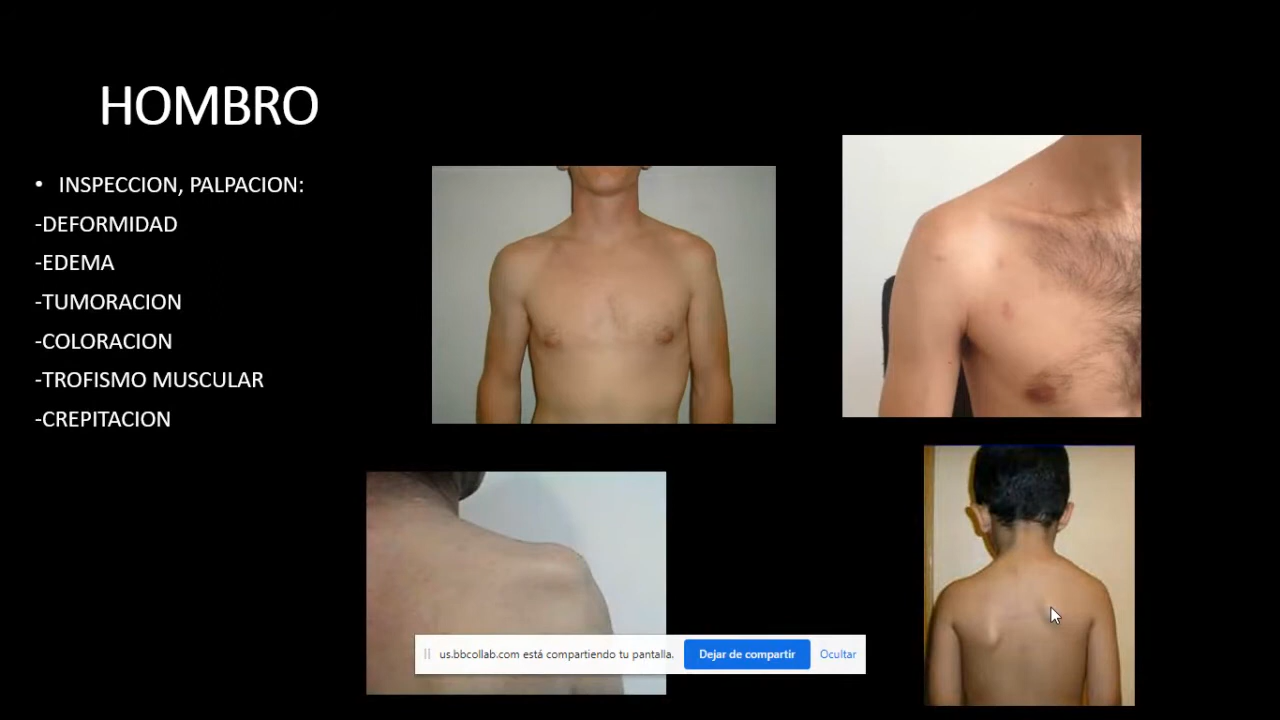 HOMBRO
• INSPECCION, PALPACION:
-DEFORMIDAD
-EDEMA
-TUMORACION
-COLORACION
-TROFISMO MUSCULAR
-CREPITACION
us.bbcollab.com está compartiendo tu pantalla. Dejar de compartir Ocultar